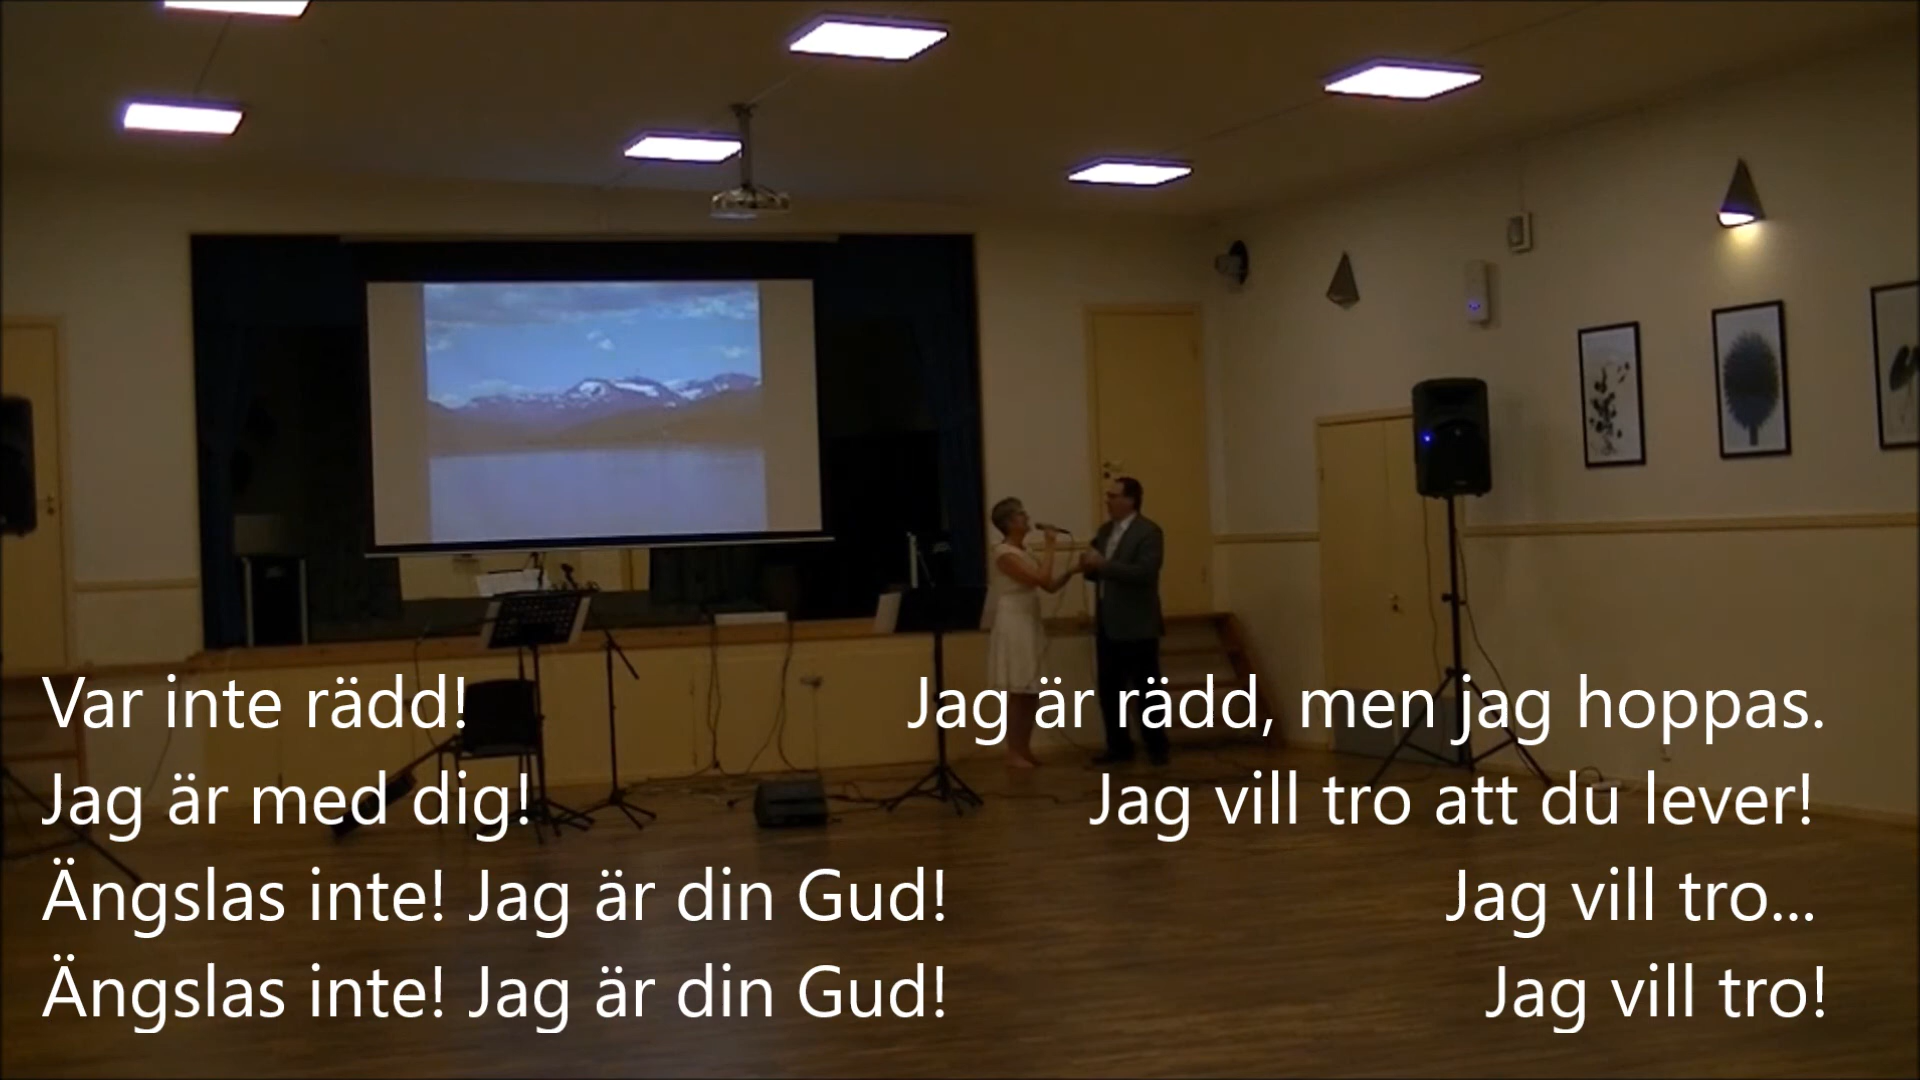 Var inte rädd!
Jag är med dig!
Ängslas inte! Jag är din Gud!
Ängslas inte! Jag är din Gud!
Jag är rädd, men jag hoppas.
Jag vill tro att du lever!
Jag vill tro...
Jag vill tro!